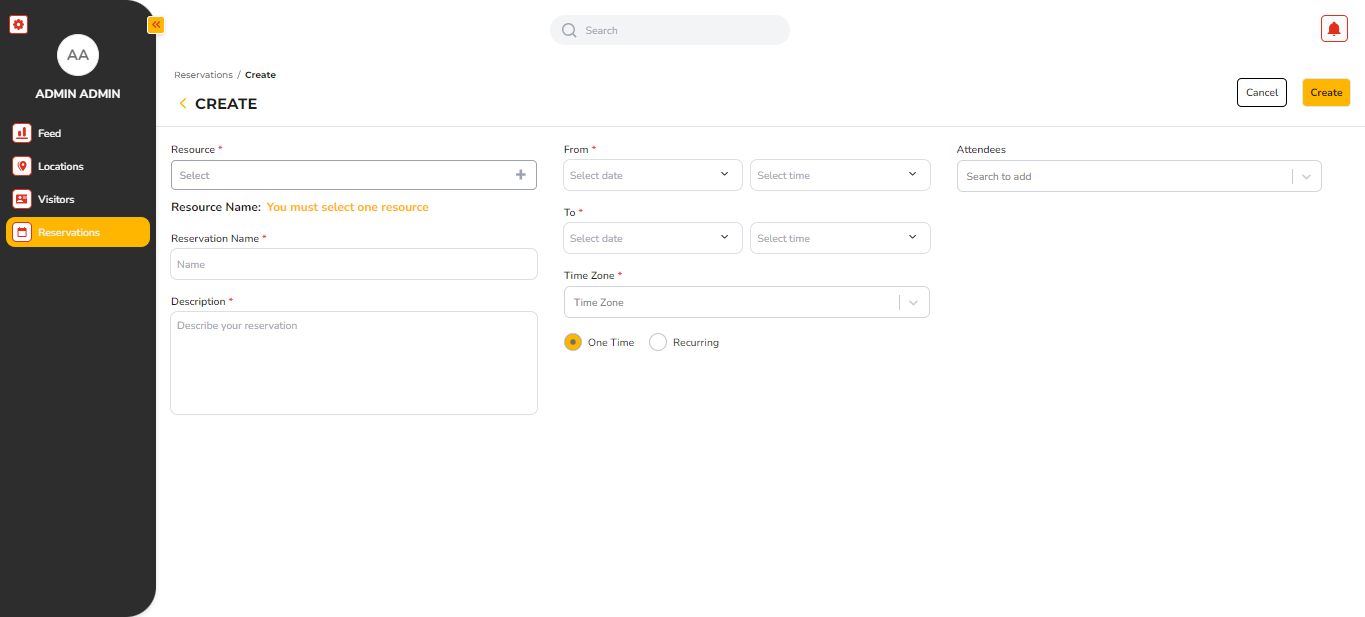 AA
ADMIN ADMIN
Feed
Locations
Visitors
Reservations
Search
Reservations / Create
CREATE
Cancel
Create
Resource *
Select
Resource Name: You must select one resource
Reservation Name *
Name
Description *
Describe your reservation
From *
Select date
Select time
To *
Select date
Select time
Time Zone *
Time Zone
One Time
Recurring
Attendees
Search to add